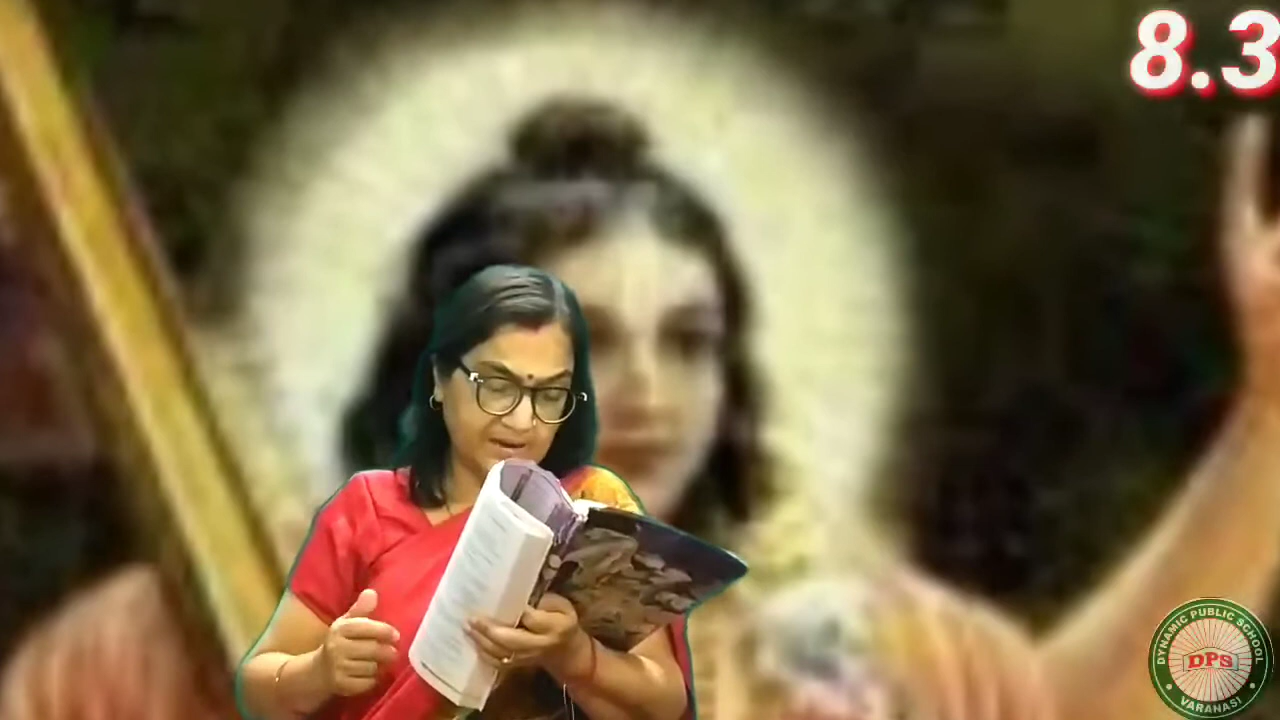 8.3
DYNAMIC PUBLIC SCHOOL
DPS
• VARANASI •